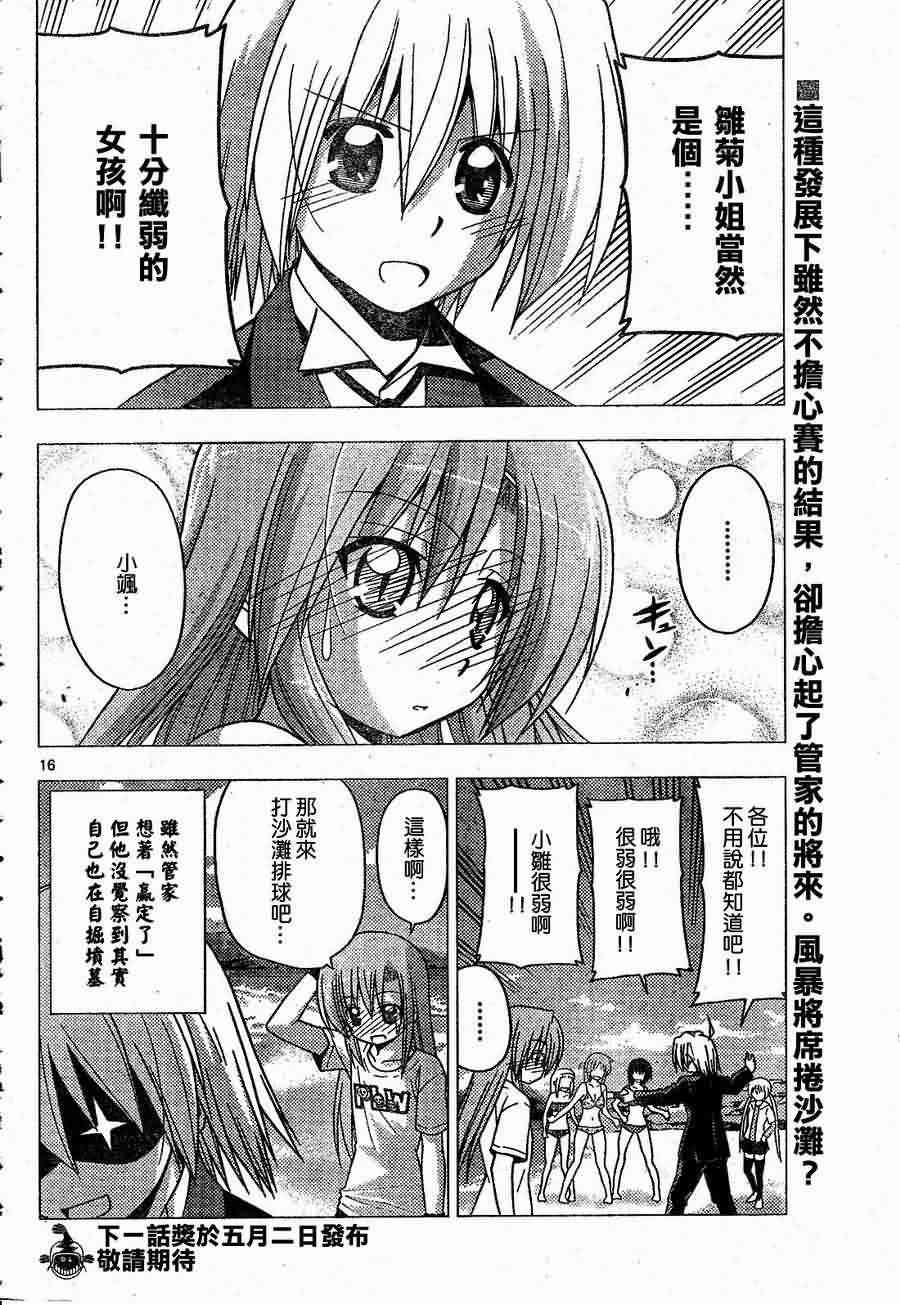 這種發展下雖然不擔心賽的結果，卻擔心起了管家的將來。風暴將席捲沙灘？
雛菊小姐當然
是個……
十分纖弱的
女孩啊!!
………
キュン…
小颯…
各位!!
不用說都知道吧!!
哦!!
很弱很弱啊!!
小雛很弱啊
——!!
……
這樣啊…
那就來
打沙灘排球吧…
雖然管家
想著「贏定了」
但他沒覺察到其實
自己也在自掘墳墓
16
下一話獎於五月二日發布
敬請期待